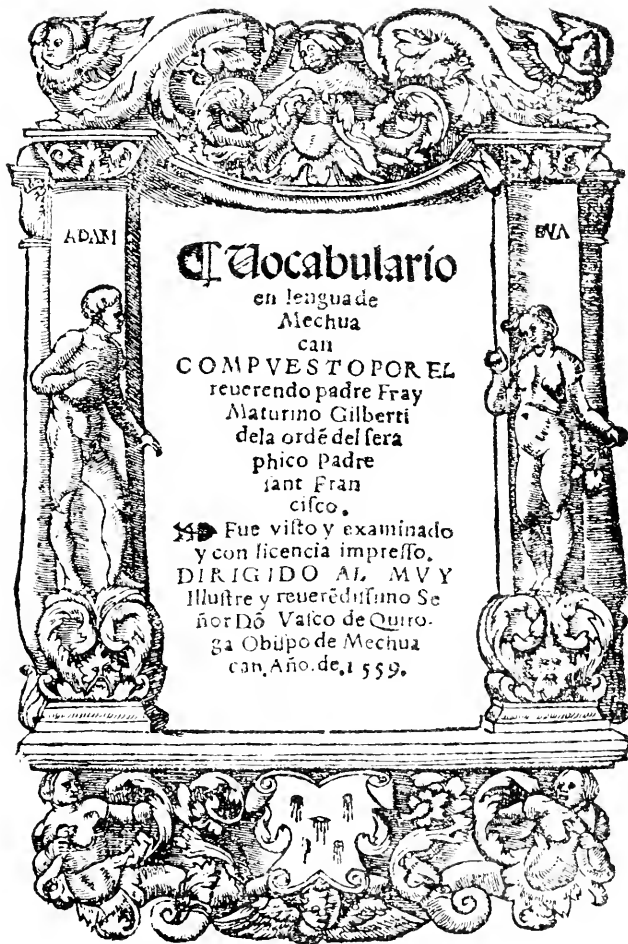 ADAM
EVA
¶ Vocabulario
en lengua de
Mechua
can
COMPVESTO POR EL
reuerendo padre Fray
Maturino Gilberti
dela ordē del ſera
phico Padre
ſant Fran
ciſco.
Fue viſto y examinado
y con licencia impreſſo.
DIRIGIDO AL MVY
Illuſtre y reuerēdiſſimo Se
ñor Dō Vaſco de Quiro-
ga Obiſpo de Mechua
can. Año. de. 1559.